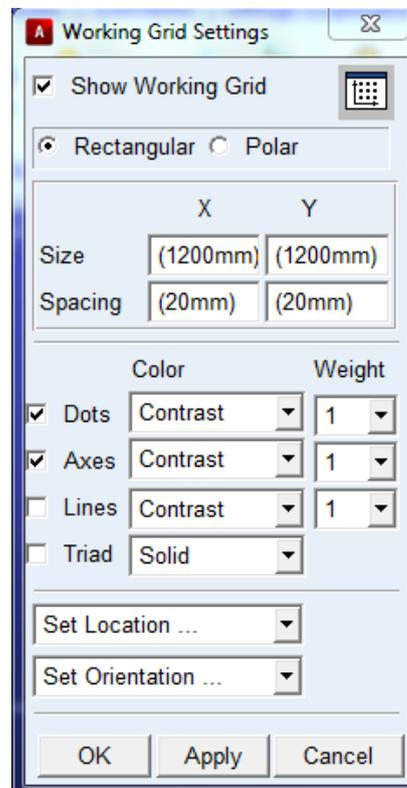 A Working Grid Settings
Show Working Grid
Rectangular Polar
X Y
Size (1200mm) (1200mm)
Spacing (20mm) (20mm)
Color Weight
Dots Contrast 1
Axes Contrast 1
Lines Contrast 1
Triad Solid
Set Location ...
Set Orientation ...
OK Apply Cancel